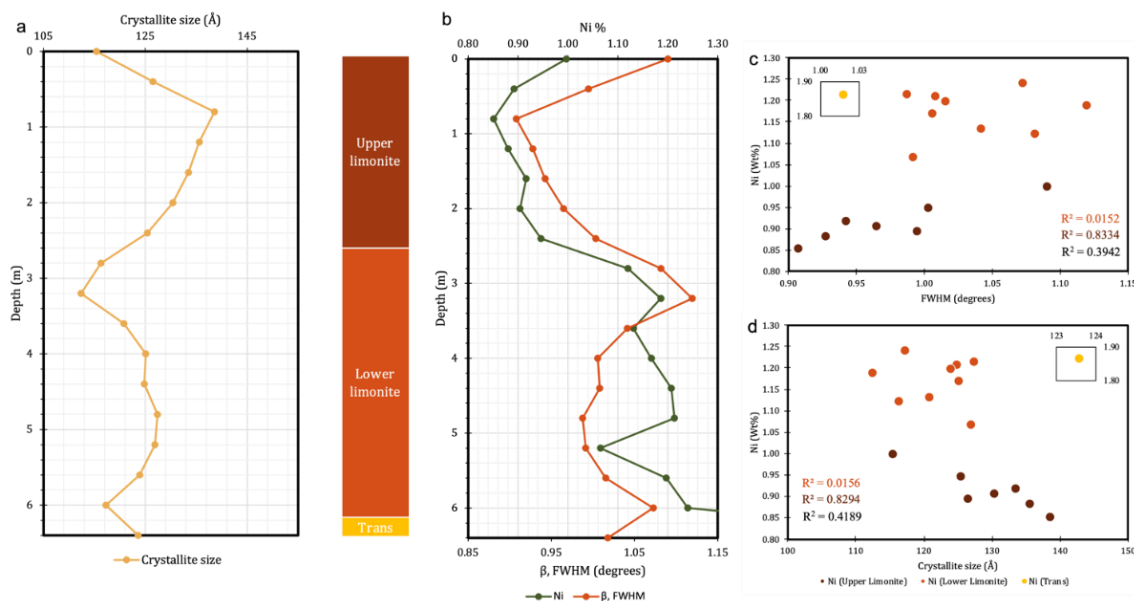 a
Crystallite size (Å)
105 125 145
0
1
2
3
4
5
6
Depth (m)
Crystallite size
Upper
limonite
Lower
limonite
Trans
b
Ni %
0.80 0.90 1.00 1.10 1.20 1.30
0
1
2
3
4
5
6
Depth (m)
0.85 0.95 1.05 1.15
β, FWHM (degrees)
Ni β, FWHM
c
1.00 1.03
1.90
1.80
1.30
1.25
1.20
1.15
1.10
1.05
1.00
0.95
0.90
0.85
0.80
Ni (Wt%)
R² = 0.0152
R² = 0.8334
R² = 0.3942
0.90 0.95 1.00 1.05 1.10 1.15
FWHM (degrees)
d
123 124
1.90
1.80
1.30
1.25
1.20
1.15
1.10
1.05
1.00
0.95
0.90
0.85
0.80
Ni (Wt%)
R² = 0.0156
R² = 0.8294
R² = 0.4189
100 110 120 130 140 150
Crystallite size (Å)
Ni (Upper Limonite) Ni (Lower Limonite) Ni (Trans)